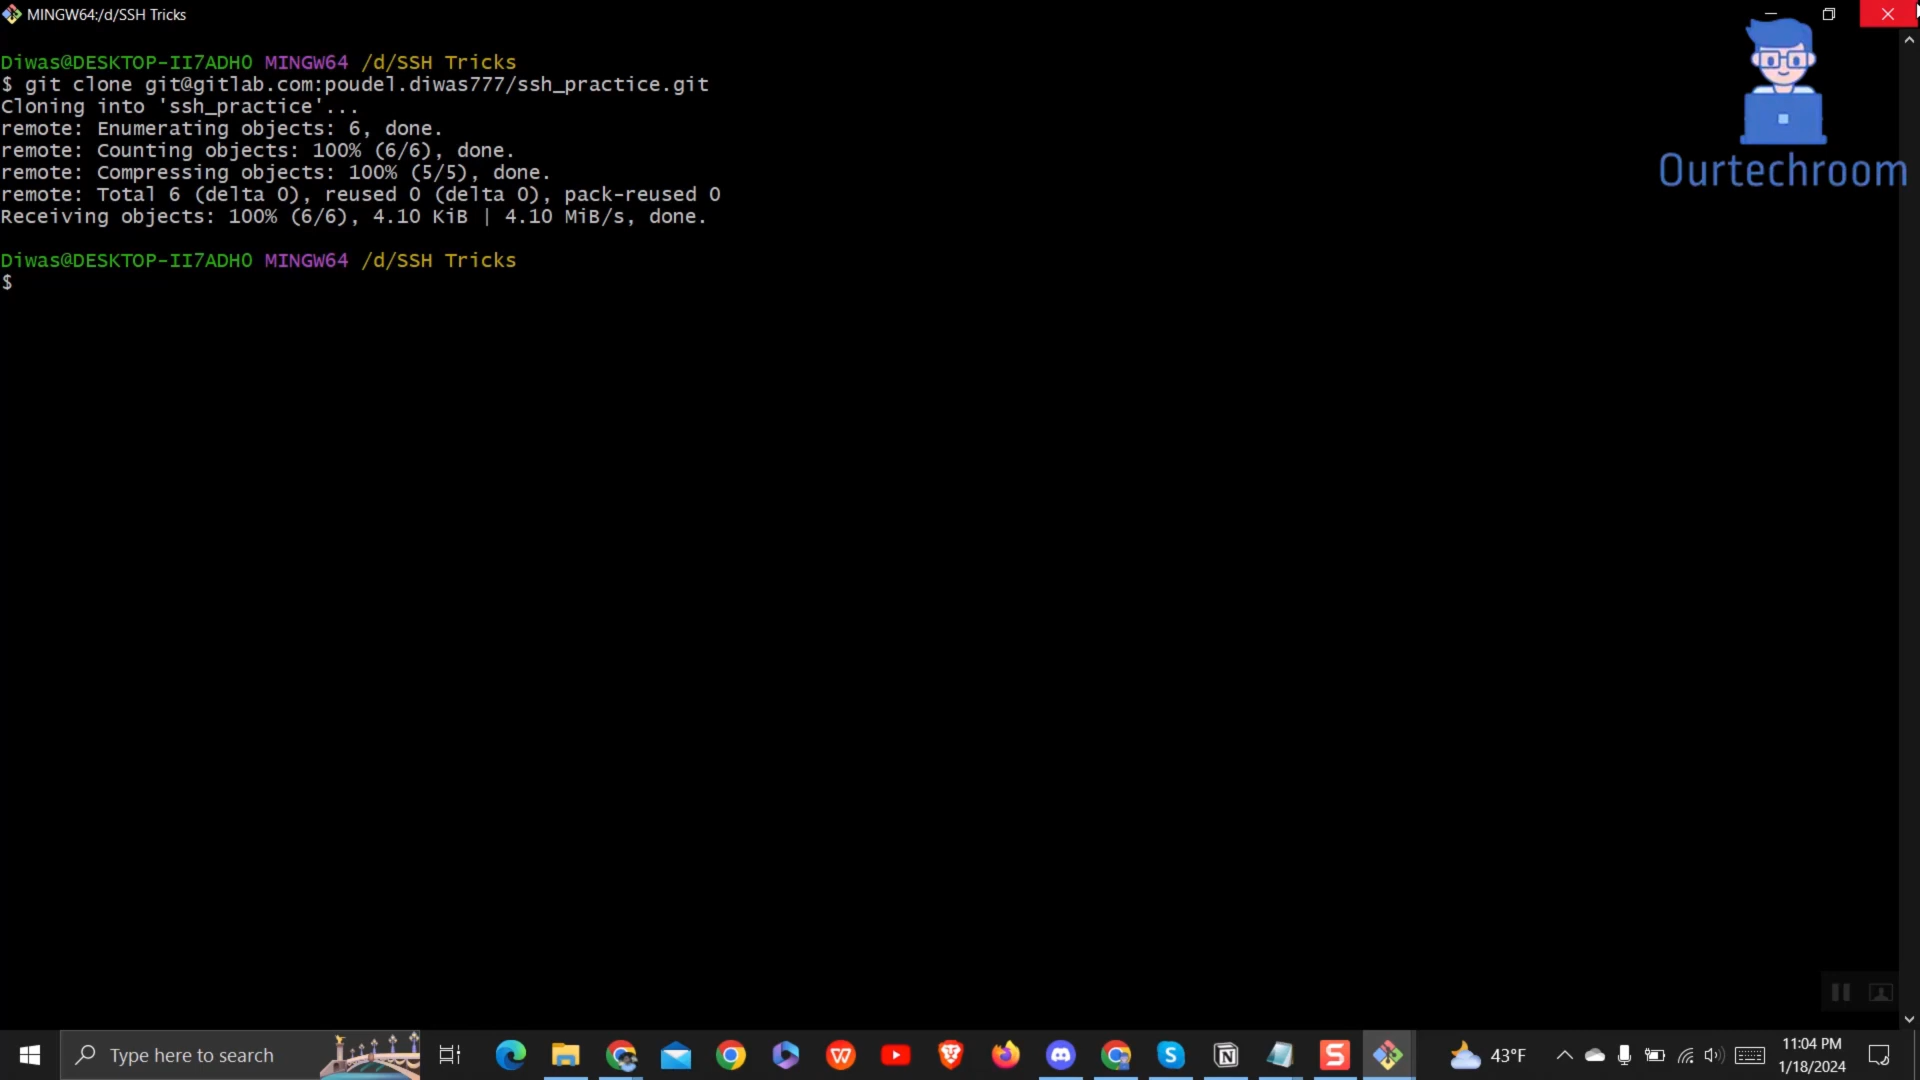 MINGW64:/d/SSH Tricks
Diwas@DESKTOP-II7ADHO MINGW64 /d/SSH Tricks
$ git clone git@gitlab.com:poudel.diwas777/ssh_practice.git
Cloning into 'ssh_practice'...
remote: Enumerating objects: 6, done.
remote: Counting objects: 100% (6/6), done.
remote: Compressing objects: 100% (5/5), done.
remote: Total 6 (delta 0), reused 0 (delta 0), pack-reused 0
Receiving objects: 100% (6/6), 4.10 KiB | 4.10 MiB/s, done.
Diwas@DESKTOP-II7ADHO MINGW64 /d/SSH Tricks
$
Ourtechroom
Type here to search
43°F
11:04 PM
1/18/2024